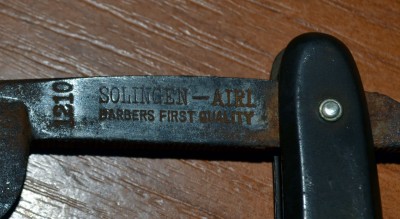 1210
SOLINGEN — AIRL
BARBERS FIRST QUALITY